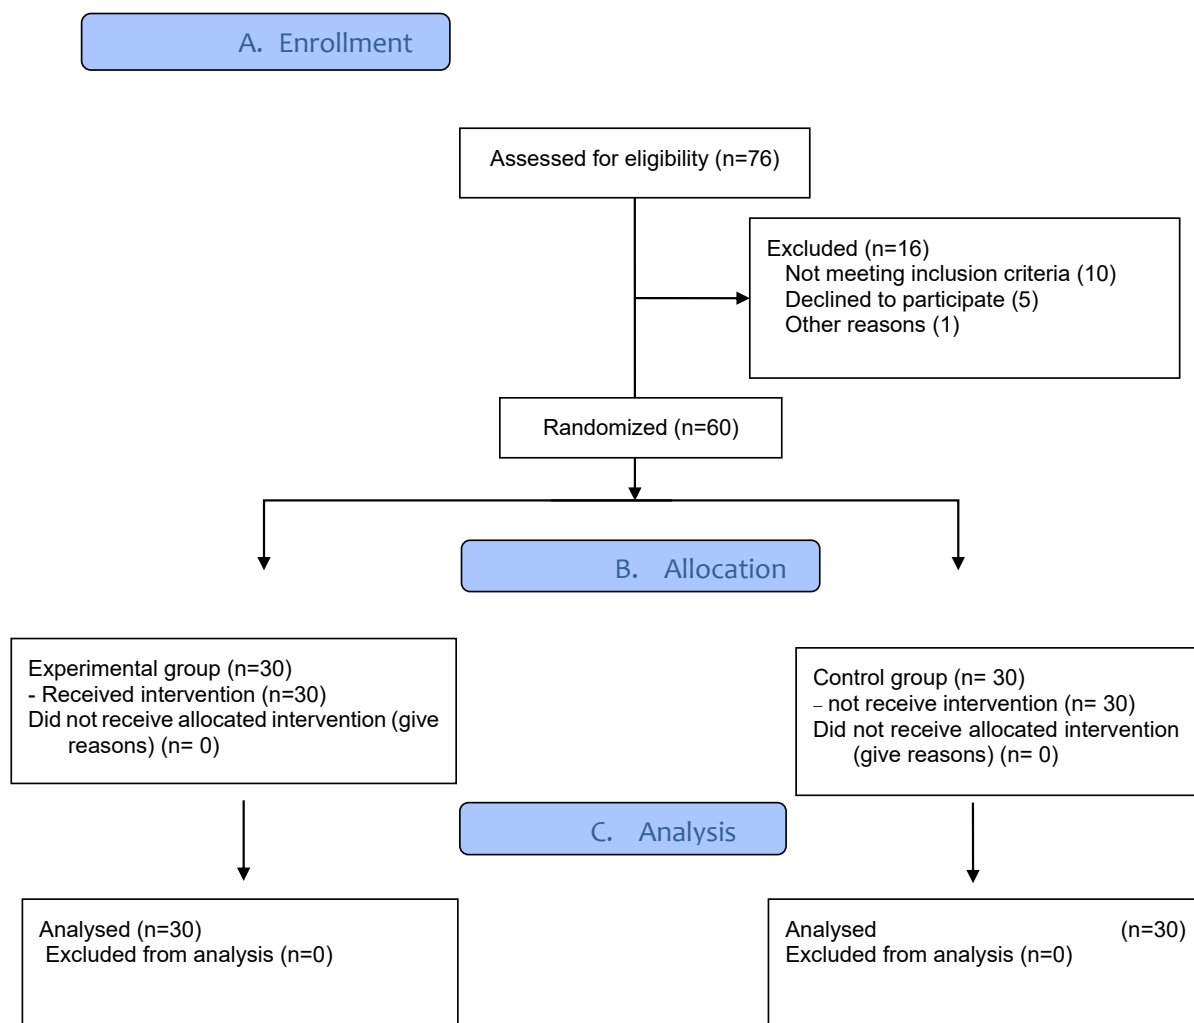 A. Enrollment
Assessed for eligibility (n=76)
Excluded (n=16)
Not meeting inclusion criteria (10)
Declined to participate (5)
Other reasons (1)
Randomized (n=60)
B. Allocation
Experimental group (n=30)
- Received intervention (n=30)
Did not receive allocated intervention (give
reasons) (n= 0)
Control group (n= 30)
– not receive intervention (n= 30)
Did not receive allocated intervention
(give reasons) (n= 0)
C. Analysis
Analysed (n=30)
Excluded from analysis (n=0)
Analysed (n=30)
Excluded from analysis (n=0)